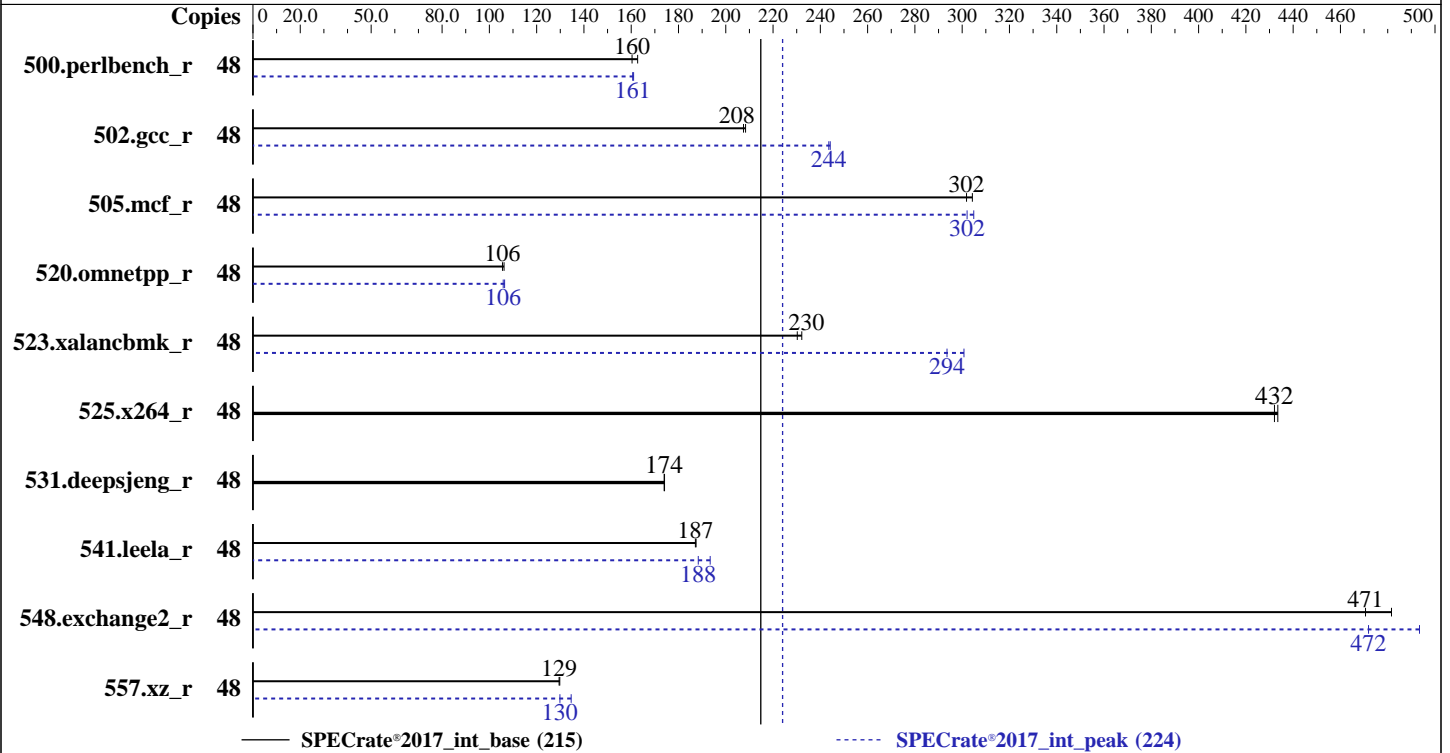 Copies 0 20.0 50.0 80.0 100 120 140 160 180 200 220 240 260 280 300 320 340 360 380 400 420 440 460 500
160
500.perlbench_r 48
161
208
502.gcc_r 48
244
302
505.mcf_r 48
302
106
520.omnetpp_r 48
106
230
523.xalancbmk_r 48
294
432
525.x264_r 48
174
531.deepsjeng_r 48
187
541.leela_r 48
188
471
548.exchange2_r 48
472
129
557.xz_r 48
130
SPECrate®2017_int_base (215) SPECrate®2017_int_peak (224)